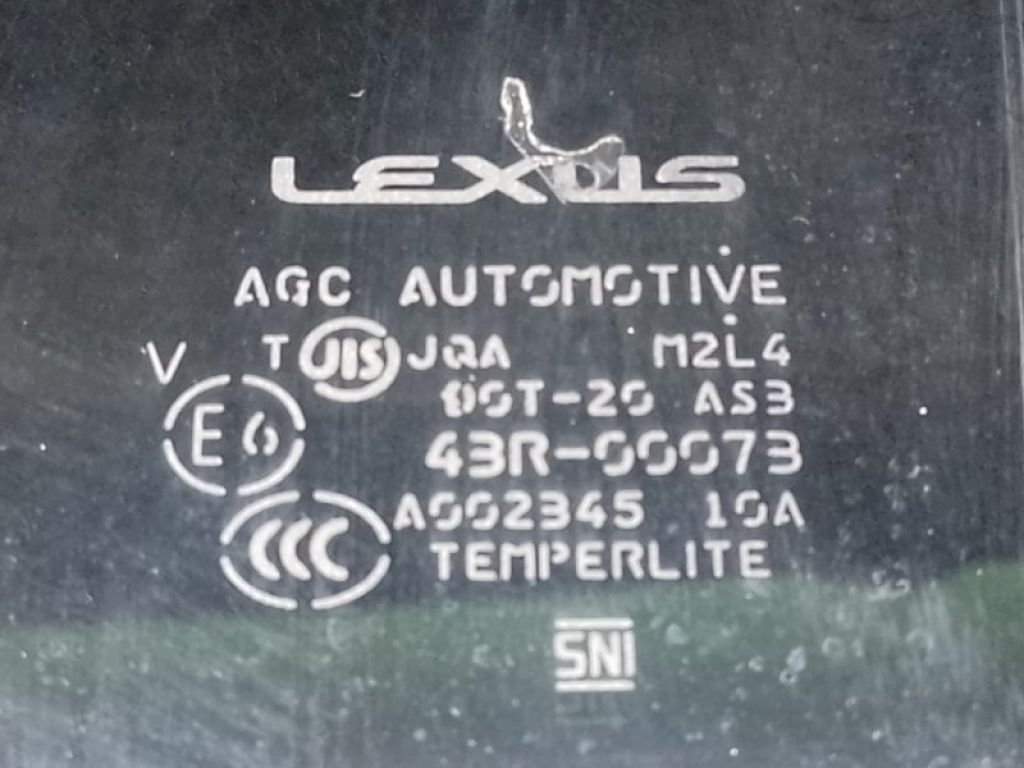 LEXUS
AGC AUTOMOTIVE
V T JIS JQA M2L4
DOT-20 AS3
E6 43R-00073
CCC A002345 10A
TEMPERLITE
SNI